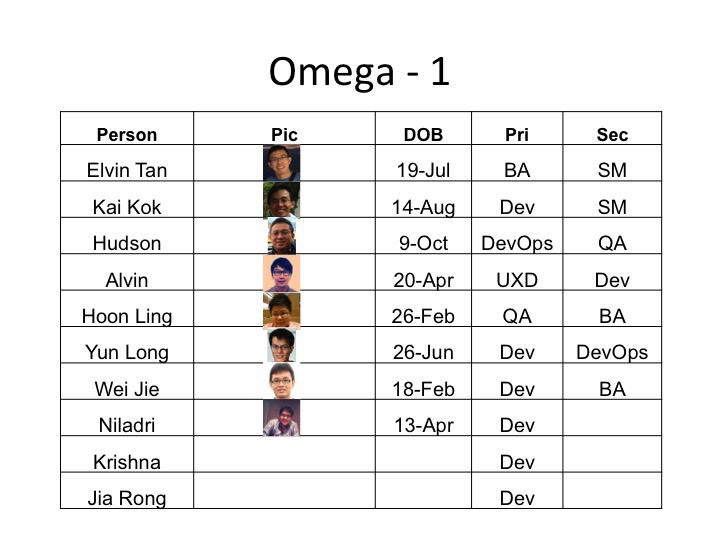 Omega - 1
Person Pic DOB Pri Sec
Elvin Tan 19-Jul BA SM
Kai Kok 14-Aug Dev SM
Hudson 9-Oct DevOps QA
Alvin 20-Apr UXD Dev
Hoon Ling 26-Feb QA BA
Yun Long 26-Jun Dev DevOps
Wei Jie 18-Feb Dev BA
Niladri 13-Apr Dev
Krishna Dev
Jia Rong Dev